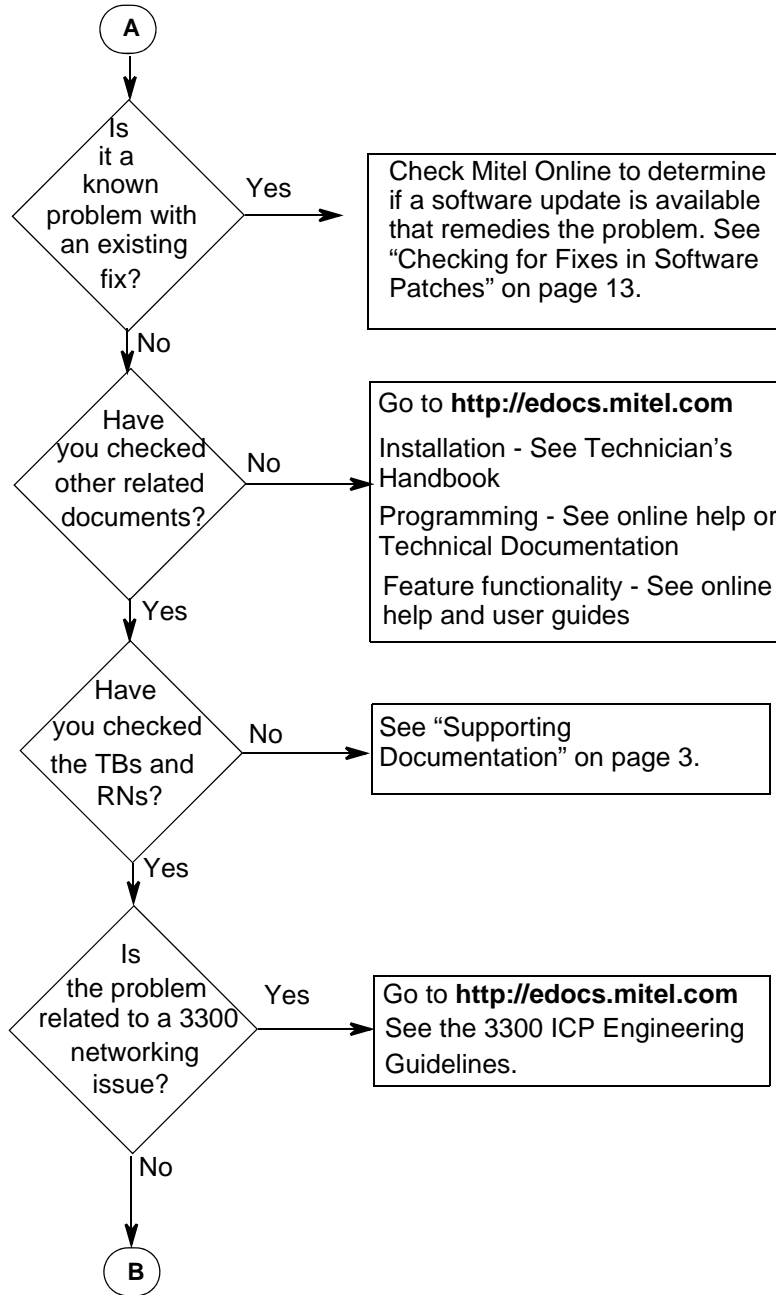 A
Is
it a
known
problem with
an existing
fix?
Yes
Check Mitel Online to determine
if a software update is available
that remedies the problem. See
“Checking for Fixes in Software
Patches” on page 13.
No
Have
you checked
other related
documents?
No
Go to http://edocs.mitel.com
Installation - See Technician’s
Handbook
Programming - See online help or
Technical Documentation
Feature functionality - See online
help and user guides
Yes
Have
you checked
the TBs and
RNs?
No
See “Supporting
Documentation” on page 3.
Yes
Is
the problem
related to a 3300
networking
issue?
Yes
Go to http://edocs.mitel.com
See the 3300 ICP Engineering
Guidelines.
No
B